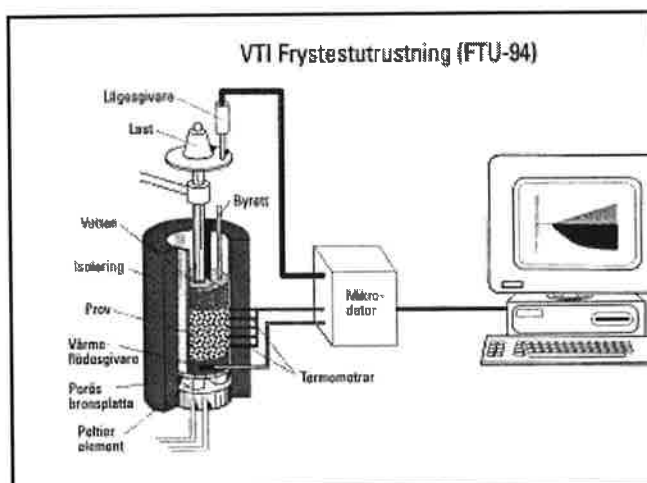 VTI Frystestutrustning (FTU-94)
Lägesgivare
Last
Byrett
Vatten
Isolering
Prov
Mikro-
dator
Värme
flödesgivare
Termometrar
Porös
bronsplatta
Peltier
element